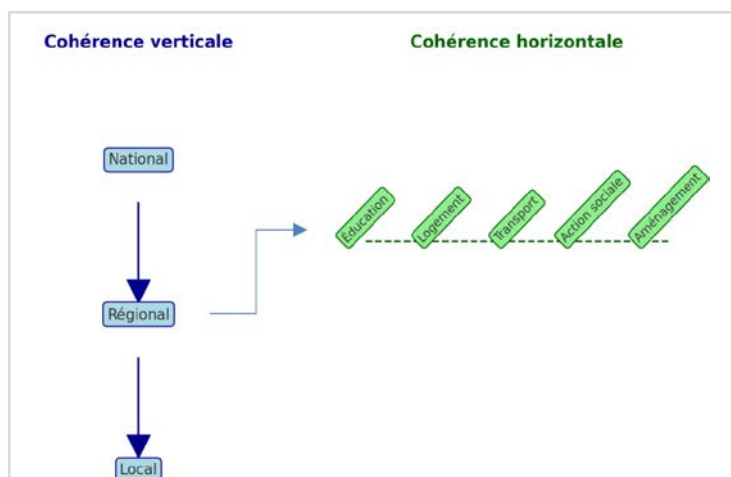 Cohérence verticale
Cohérence horizontale
National
Éducation
Logement
Transport
Action sociale
Aménagement
Régional
Local